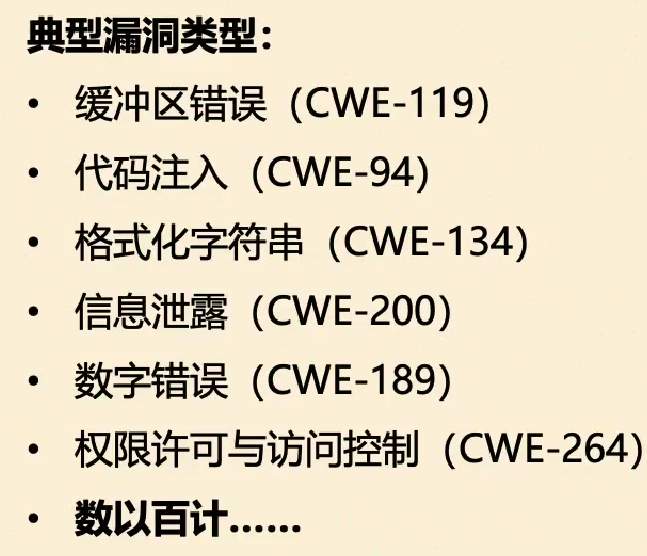 典型漏洞类型：
• 缓冲区错误（CWE-119）
• 代码注入（CWE-94）
• 格式化字符串（CWE-134）
• 信息泄露（CWE-200）
• 数字错误（CWE-189）
• 权限许可与访问控制（CWE-264）
• 数以百计……